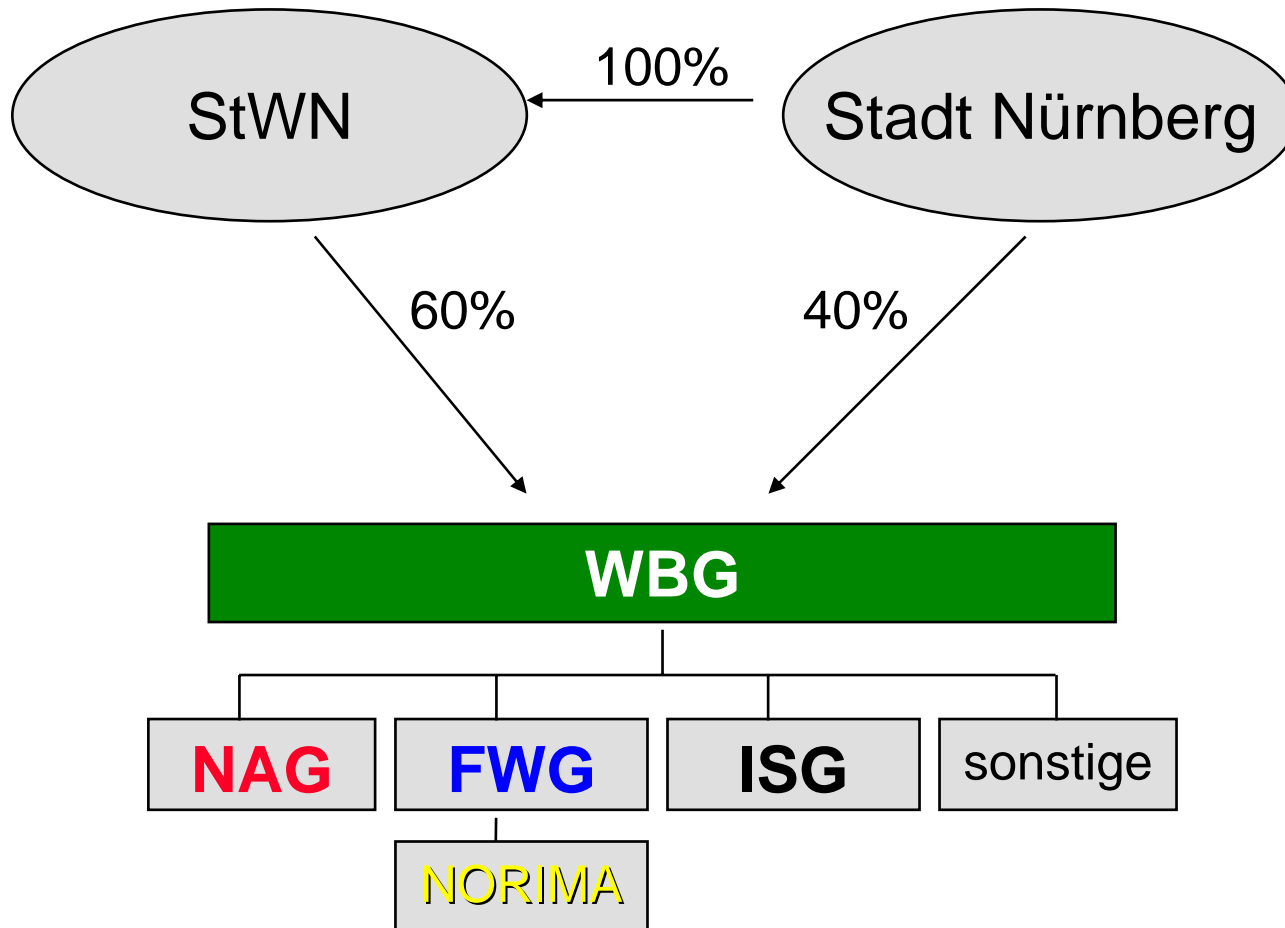 100%
StWN
Stadt Nürnberg
60%
40%
WBG
NAG
FWG
ISG
sonstige
NORIMA